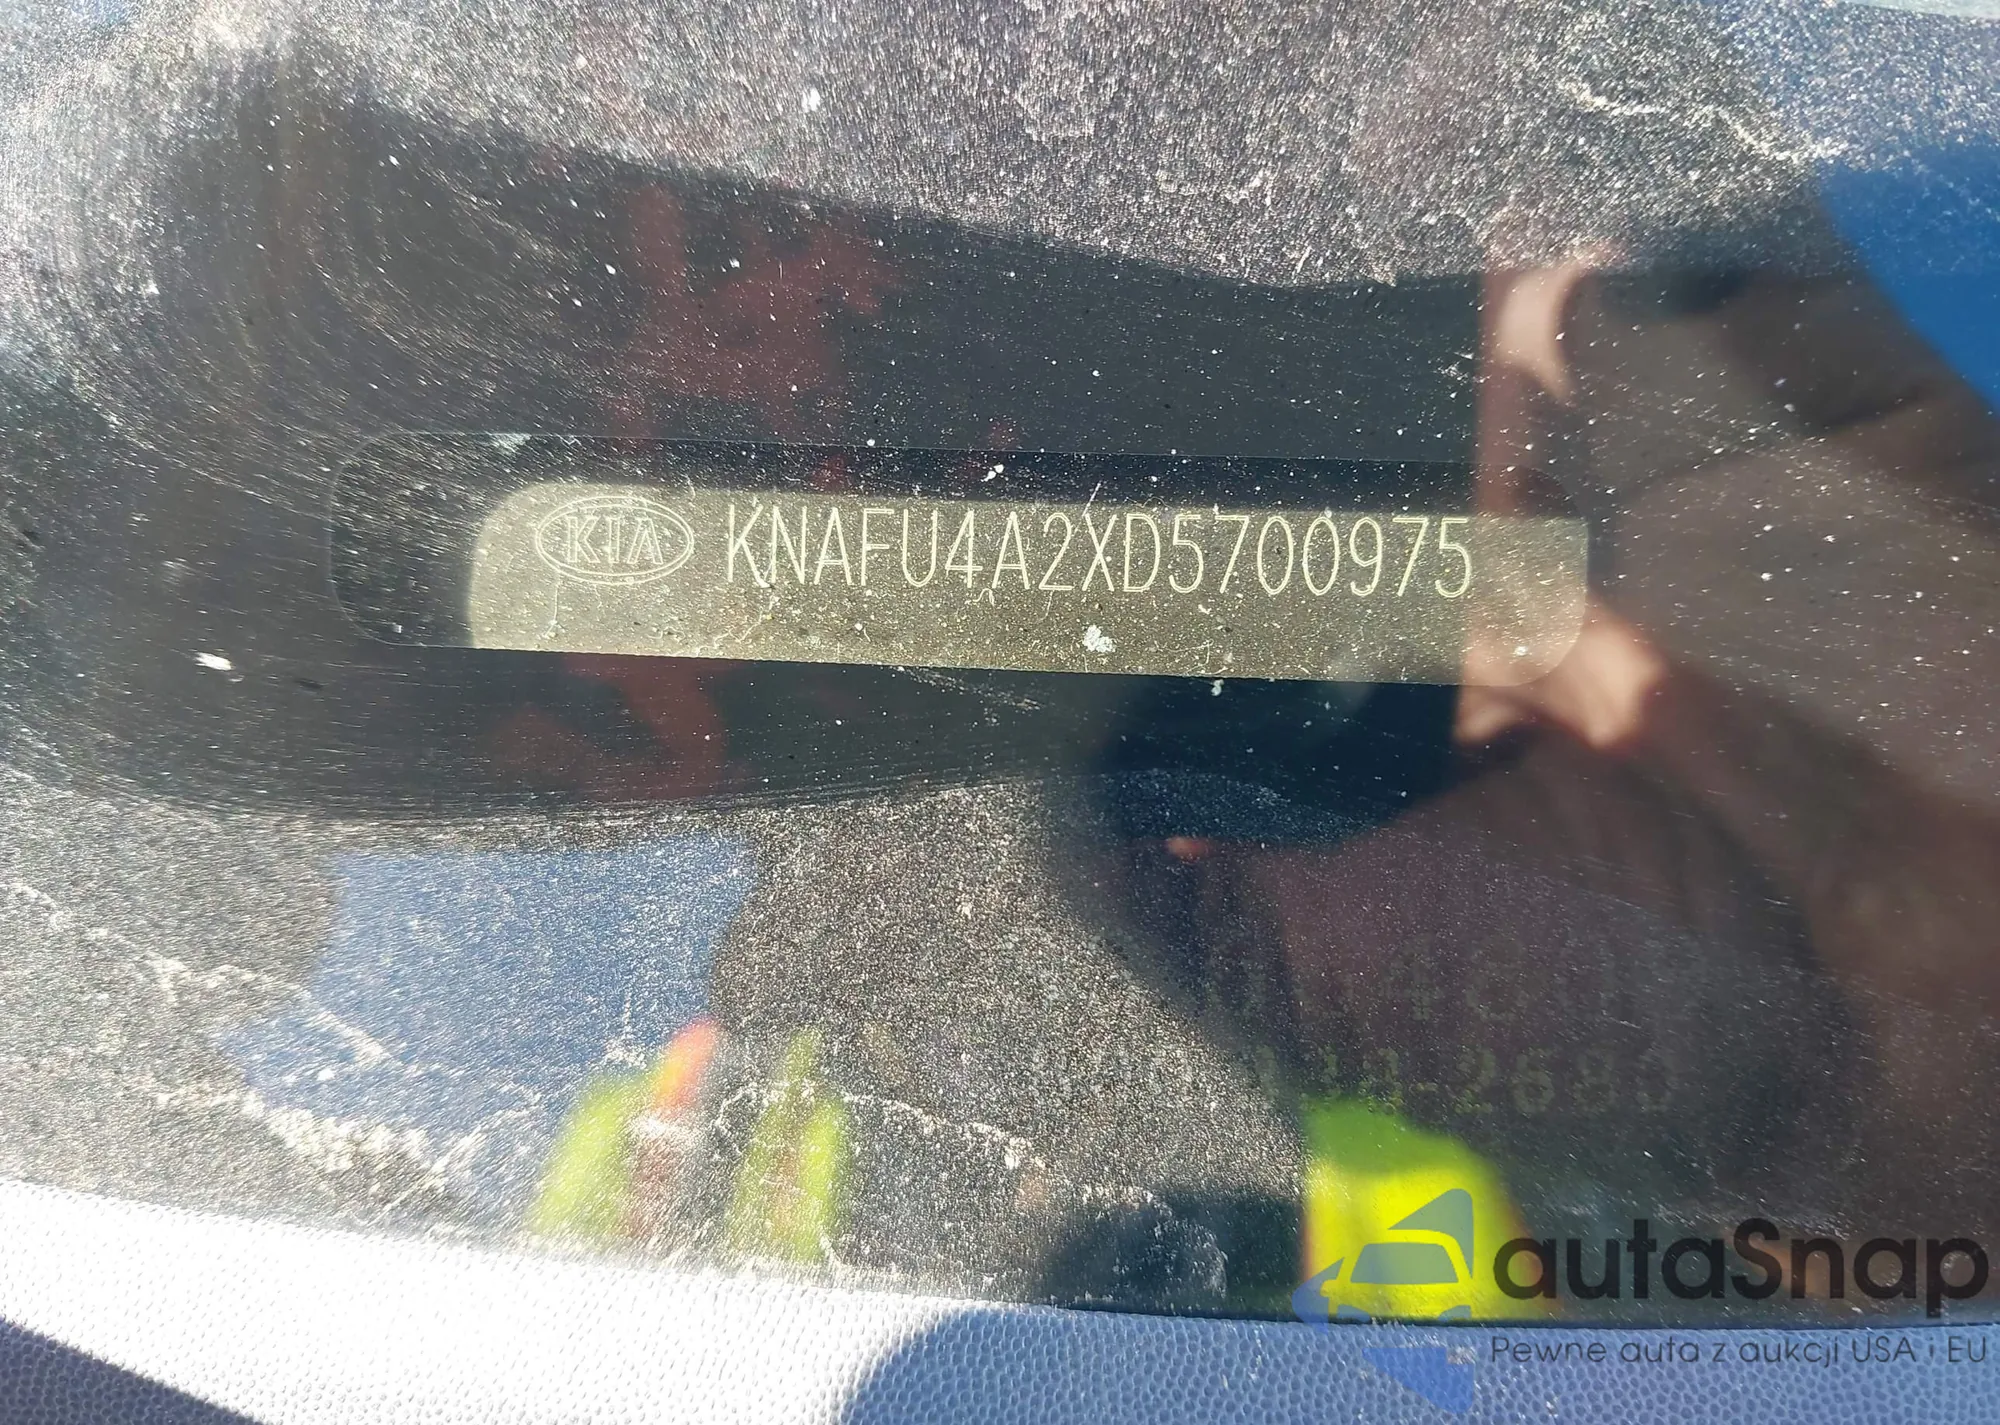 KIA KNAFU4A2XD5700975
autaSnap
Pewne auta z aukcji USA i EU